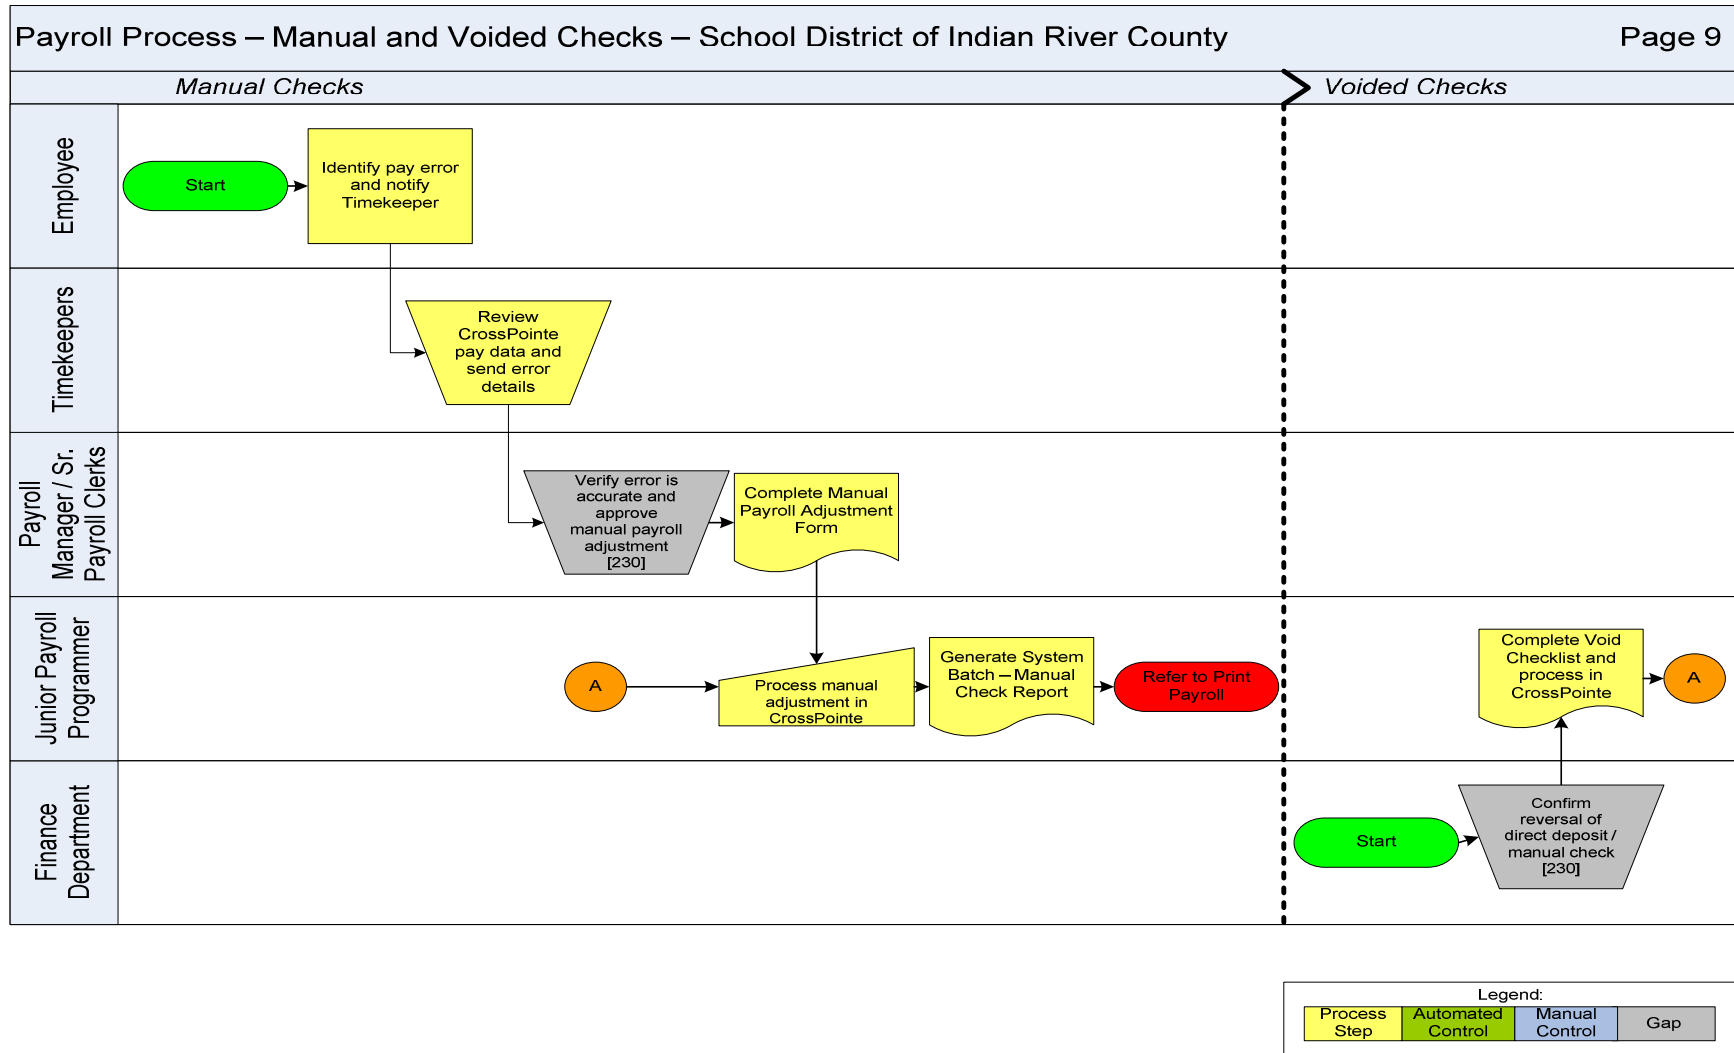 Payroll Process – Manual and Voided Checks – School District of Indian River County
Page 9
Manual Checks
Voided Checks
Employee
Start
Identify pay error
and notify
Timekeeper
Timekeepers
Review
CrossPointe
pay data and
send error
details
Payroll
Manager / Sr.
Payroll Clerks
Verify error is
accurate and
approve
manual payroll
adjustment
[230]
Complete Manual
Payroll Adjustment
Form
Junior Payroll
Programmer
A
Process manual
adjustment in
CrossPointe
Generate System
Batch – Manual
Check Report
Refer to Print
Payroll
Complete Void
Checklist and
process in
CrossPointe
A
Finance
Department
Start
Confirm
reversal of
direct deposit /
manual check
[230]
Legend:
Process
Step
Automated
Control
Manual
Control
Gap